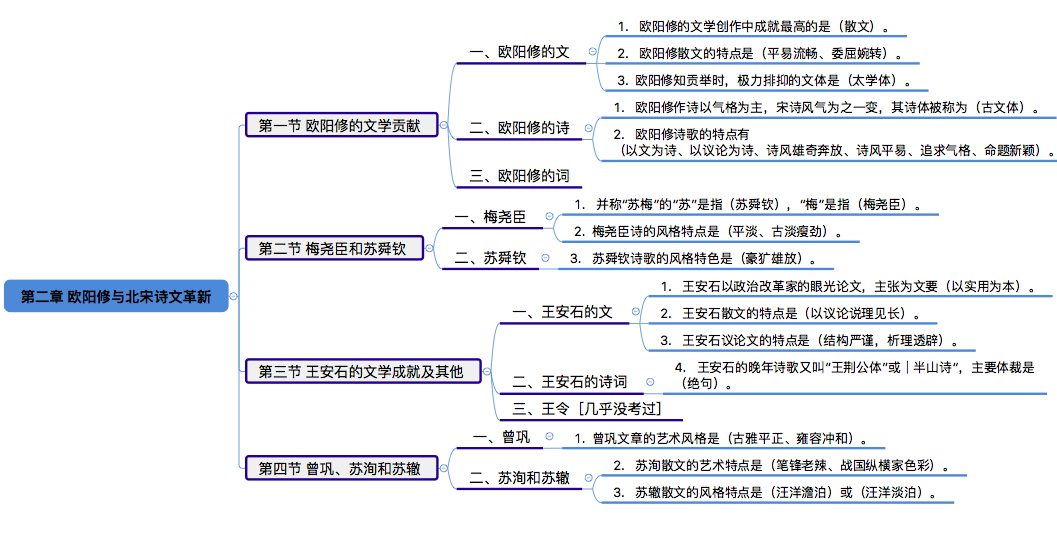 第二章 欧阳修与北宋诗文革新
第一节 欧阳修的文学贡献
一、欧阳修的文
1. 欧阳修的文学创作中成就最高的是（散文）。
2. 欧阳修散文的特点是（平易流畅、委屈婉转）。
3. 欧阳修知贡举时，极力排抑的文体是（太学体）。
二、欧阳修的诗
1. 欧阳修作诗以气格为主，宋诗风气为之一变，其诗体被称为（古文体）。
2. 欧阳修诗歌的特点有
（以文为诗、以议论为诗、诗风雄奇奔放、诗风平易、追求气格、命题新颖）。
三、欧阳修的词
第二节 梅尧臣和苏舜钦
一、梅尧臣
1. 并称“苏梅”的“苏”是指（苏舜钦），“梅”是指（梅尧臣）。
2. 梅尧臣诗的风格特点是（平淡、古淡瘦劲）。
二、苏舜钦
3. 苏舜钦诗歌的风格特色是（豪犷雄放）。
第三节 王安石的文学成就及其他
一、王安石的文
1. 王安石以政治改革家的眼光论文，主张为文要（以实用为本）。
2. 王安石散文的特点是（以议论说理见长）。
3. 王安石议论文的特点是（结构严谨，析理透辟）。
二、王安石的诗词
4. 王安石的晚年诗歌又叫“王荆公体”或｜半山诗”，主要体裁是
（绝句）。
三、王令［几乎没考过］
第四节 曾巩、苏洵和苏辙
一、曾巩
1. 曾巩文章的艺术风格是（古雅平正、雍容冲和）。
二、苏洵和苏辙
2. 苏洵散文的艺术特点是（笔锋老辣、战国纵横家色彩）。
3. 苏辙散文的风格特点是（汪洋澹泊）或（汪洋淡泊）。